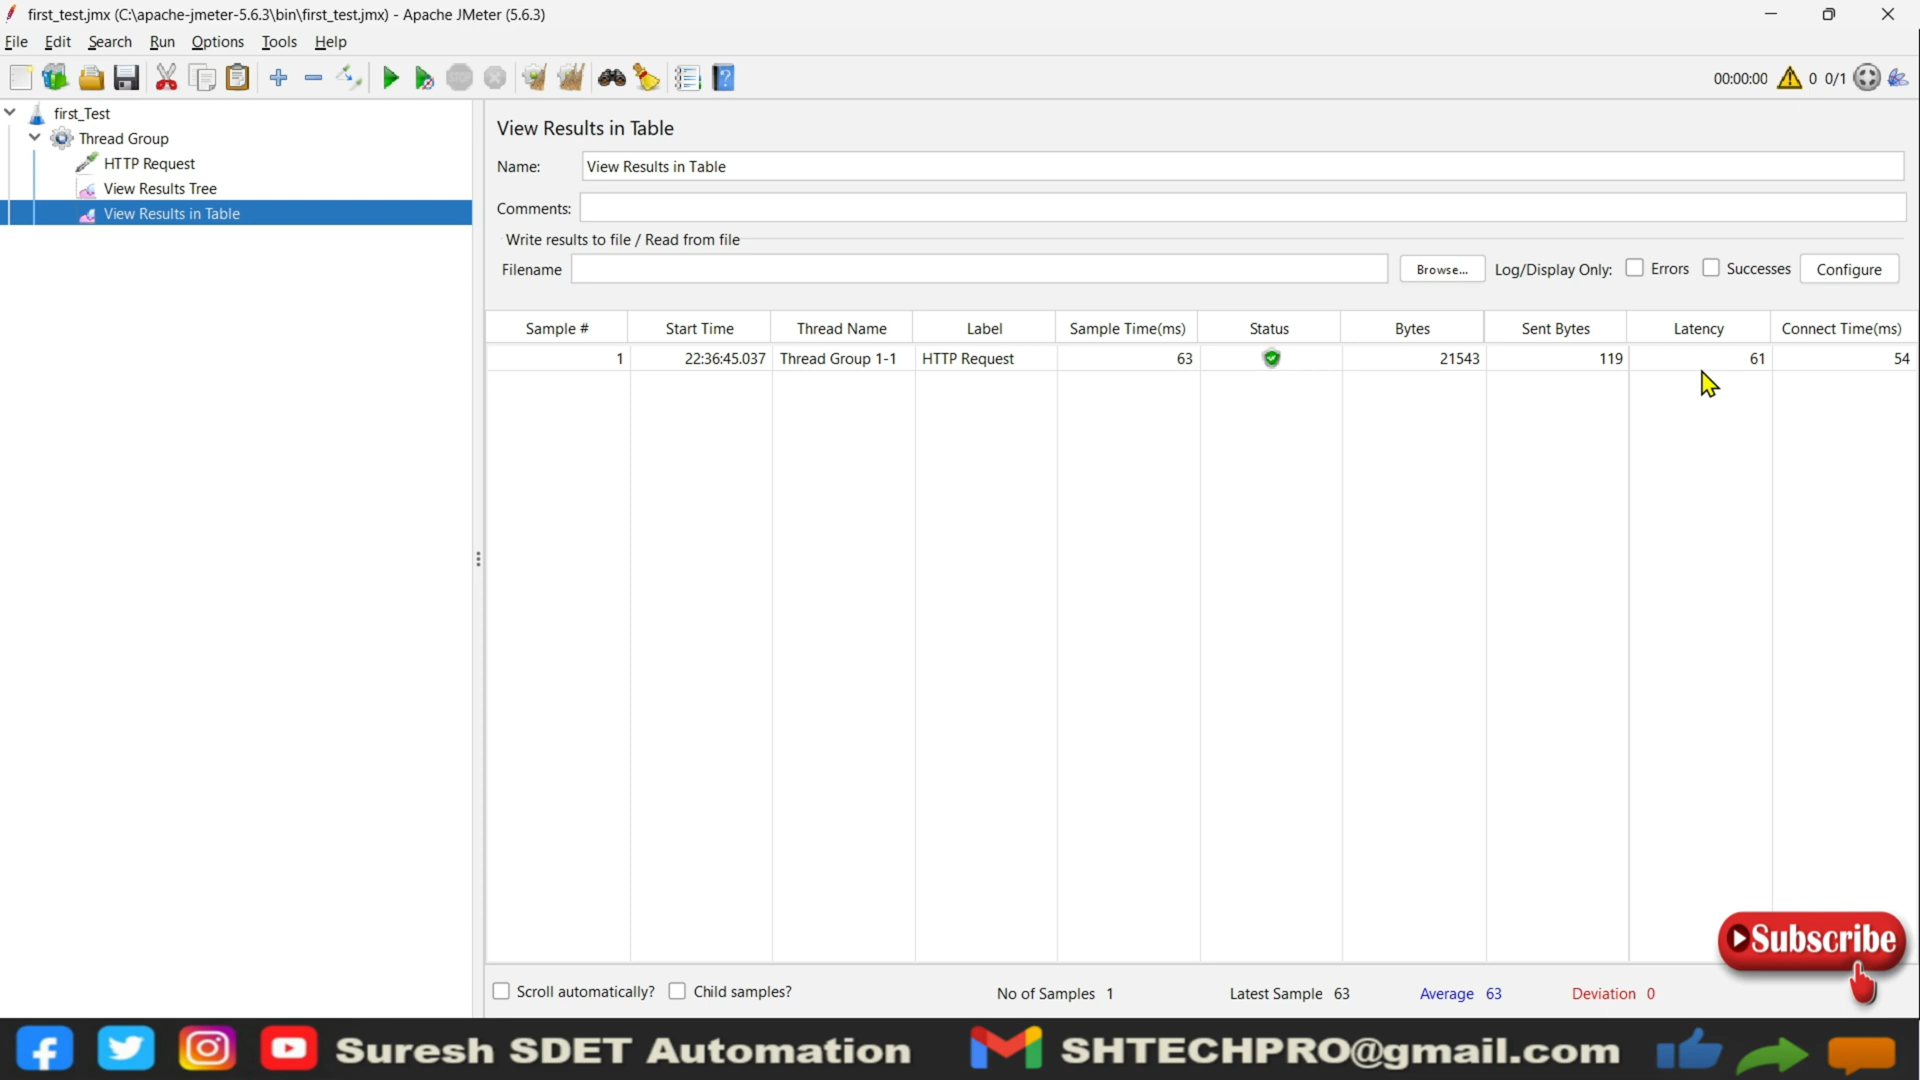 first_test.jmx (C:\apache-jmeter-5.6.3\bin\first_test.jmx) - Apache JMeter (5.6.3)
File Edit Search Run Options Tools Help
STOP
00:00:00 0 0/1
first_Test
Thread Group
HTTP Request
View Results Tree
View Results in Table
View Results in Table
Name: View Results in Table
Comments:
Write results to file / Read from file
Filename Browse... Log/Display Only: Errors Successes Configure
Sample # Start Time Thread Name Label Sample Time(ms) Status Bytes Sent Bytes Latency Connect Time(ms)
1 22:36:45.037 Thread Group 1-1 HTTP Request 63 21543 119 61 54
Subscribe
Scroll automatically? Child samples? No of Samples 1 Latest Sample 63 Average 63 Deviation 0
Suresh SDET Automation SHTECHPRO@gmail.com